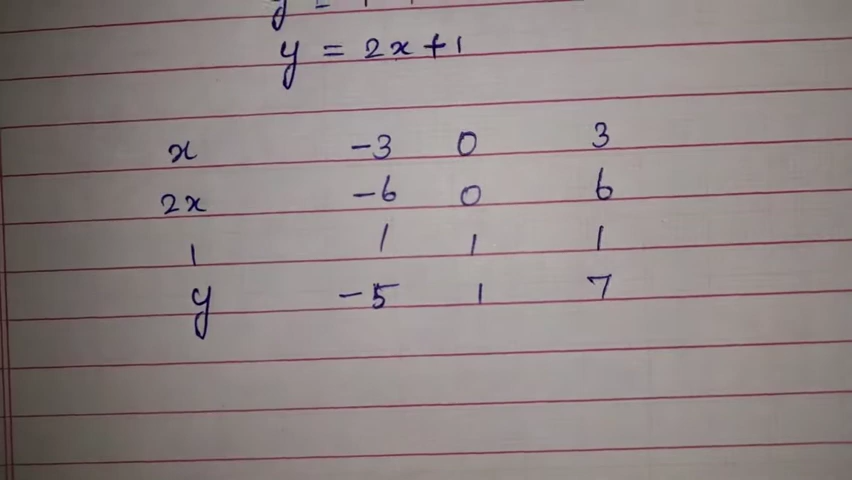 y = 2x + 1
x -3 0 3
2x -6 0 6
1 1 1 1
y -5 1 7